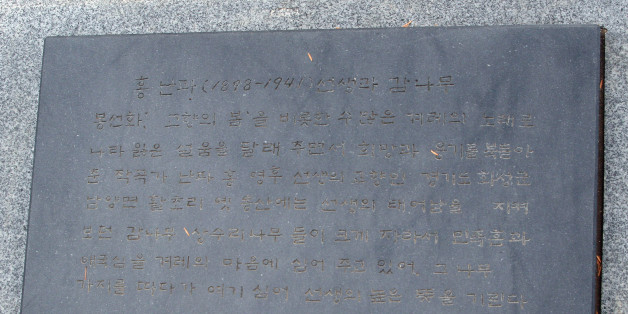 홍 난파 (1898-1941) 선생과 감나무
봉선화, 고향의 봄 을 비롯한 수 많은 겨레의 노래로
나라 잃은 설움을 달래 주면서 희망과 용기를 북돋아
준 작곡가 난파 홍 영후 선생의 고향인 경기도 화성군
남양면 활초리 옛 동산에는 선생의 태어남을 지켜
보던 감나무 상수리나무 들이 크게 자라서 민족혼과
애국심을 겨레의 마음에 심어 주고 있어, 그 나무
가지를 떠다가 여기 심어 선생의 높은 뜻을 기린다